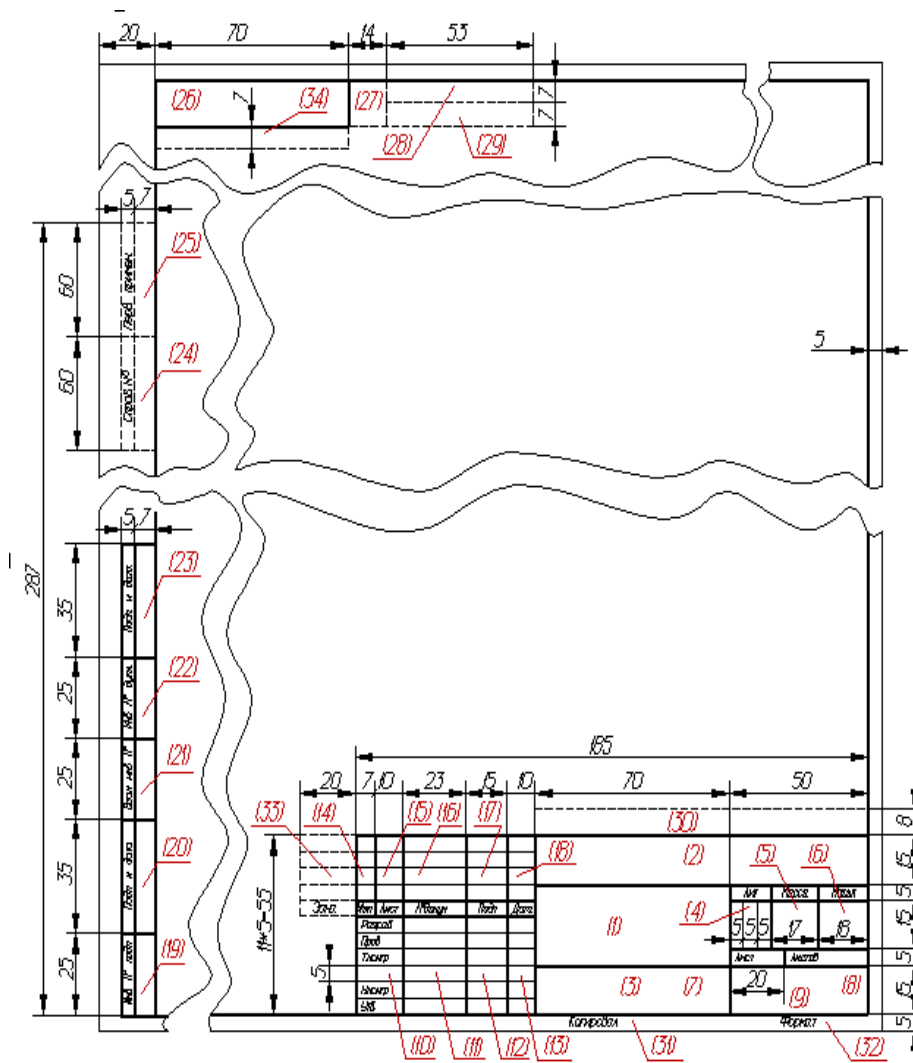 20 70 14 53
(26) 7 (34) (27) 7
7
(28) (29)
5 7
(25)
Перв. примен.
60
(24)
Справ №
60
5
5 7
287
(23)
Подп. и дата
35
(22)
Инв. № дубл.
25
(21)
Взам. инв. №
25
(20)
Подп. и дата
35
(19)
Инв. № подл.
25
185
20 7 10 23 15 10 70 50
(33) (14) (15) (16) (17) (18) (30) 8
(2) (5) (6) 15
Лит. Масса 5
(4) 5 5 5 17 18 15
Изм Лист № докум Подп. Дата (1)
Разраб
Пров
Т.контр Лист Листов 5
11*5=55
5 20
(3) (7) (9) (8) 15
Н.контр
Утв
Копировал Формат 5
(10) (11) (12) (13) (31) (32)